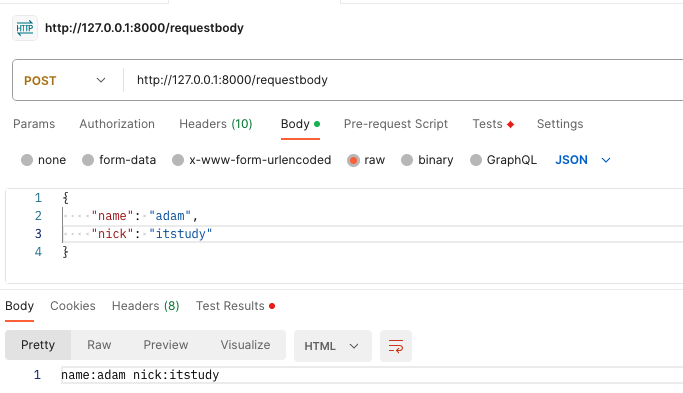 HTTP http://127.0.0.1:8000/requestbody
POST http://127.0.0.1:8000/requestbody
Params Authorization Headers (10) Body Pre-request Script Tests Settings
none form-data x-www-form-urlencoded raw binary GraphQL JSON
1 {
2 "name": "adam",
3 "nick": "itstudy"
4 }
Body Cookies Headers (8) Test Results
Pretty Raw Preview Visualize HTML
1 name:adam nick:itstudy